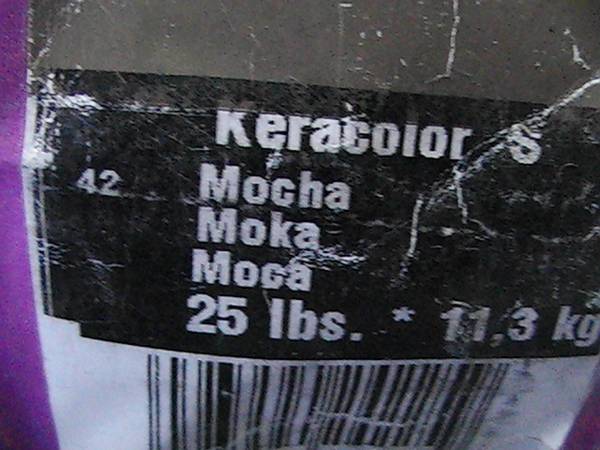 Keracolor S
42 Mocha
Moka
Moca
25 lbs. * 11,3 kg